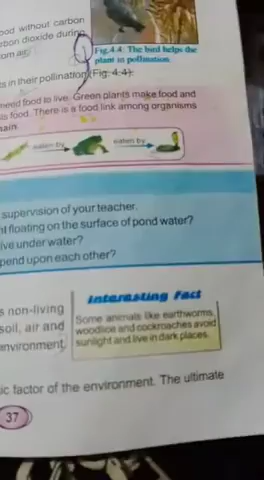 ood without carbon
dioxide during
om air.
Fig.4.4: The bird helps the
plant in pollination.
s in their pollination (Fig. 4.4).
need food to live. Green plants make food and
is food. There is a food link among organisms
hain.
eaten by
eaten by
supervision of your teacher.
nt floating on the surface of pond water?
ive under water?
pend upon each other?
Interesting Fact
s non-living
soil, air and
environment.
Some animals like earthworms,
woodlice and cockroaches avoid
sunlight and live in dark places.
ic factor of the environment. The ultimate
37